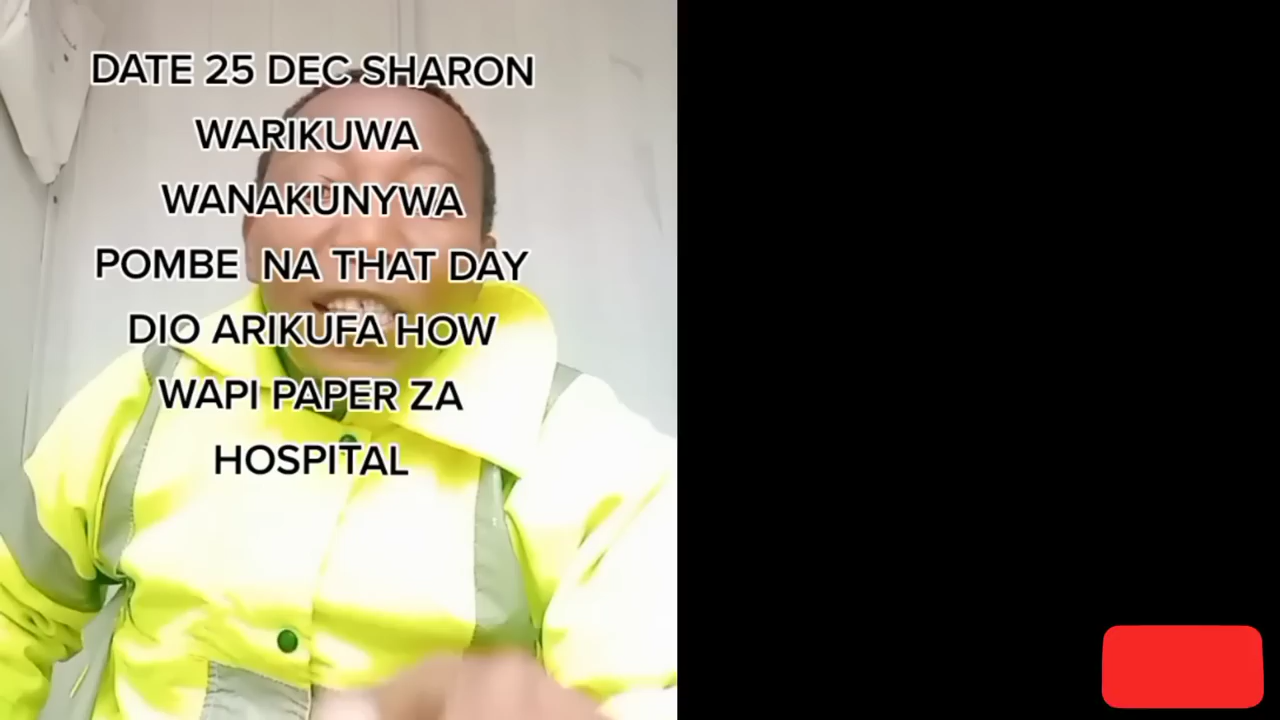 DATE 25 DEC SHARON
WARIKUWA
WANAKUNYWA
POMBE NA THAT DAY
DIO ARIKUFA HOW
WAPI PAPER ZA
HOSPITAL